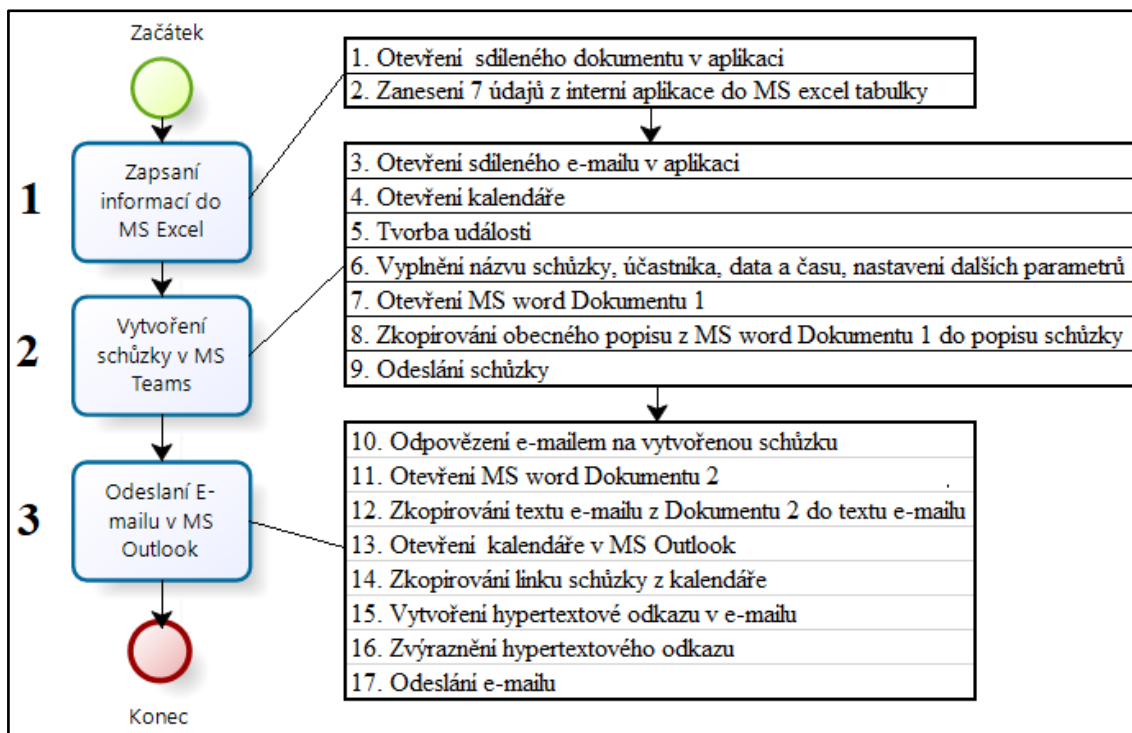 Začátek
1
Zapsaní
informací do
MS Excel
2
Vytvoření
schůzky v MS
Teams
3
Odeslaní E-
mailu v MS
Outlook
Konec
1. Otevření sdíleného dokumentu v aplikaci
2. Zanesení 7 údajů z interní aplikace do MS excel tabulky
3. Otevření sdíleného e-mailu v aplikaci
4. Otevření kalendáře
5. Tvorba události
6. Vyplnění názvu schůzky, účastníka, data a času, nastavení dalších parametrů
7. Otevření MS word Dokumentu 1
8. Zkopírování obecného popisu z MS word Dokumentu 1 do popisu schůzky
9. Odeslání schůzky
10. Odpovězení e-mailem na vytvořenou schůzku
11. Otevření MS word Dokumentu 2
12. Zkopírování textu e-mailu z Dokumentu 2 do textu e-mailu
13. Otevření kalendáře v MS Outlook
14. Zkopírování linku schůzky z kalendáře
15. Vytvoření hypertextové odkazu v e-mailu
16. Zvýraznění hypertextového odkazu
17. Odeslání e-mailu